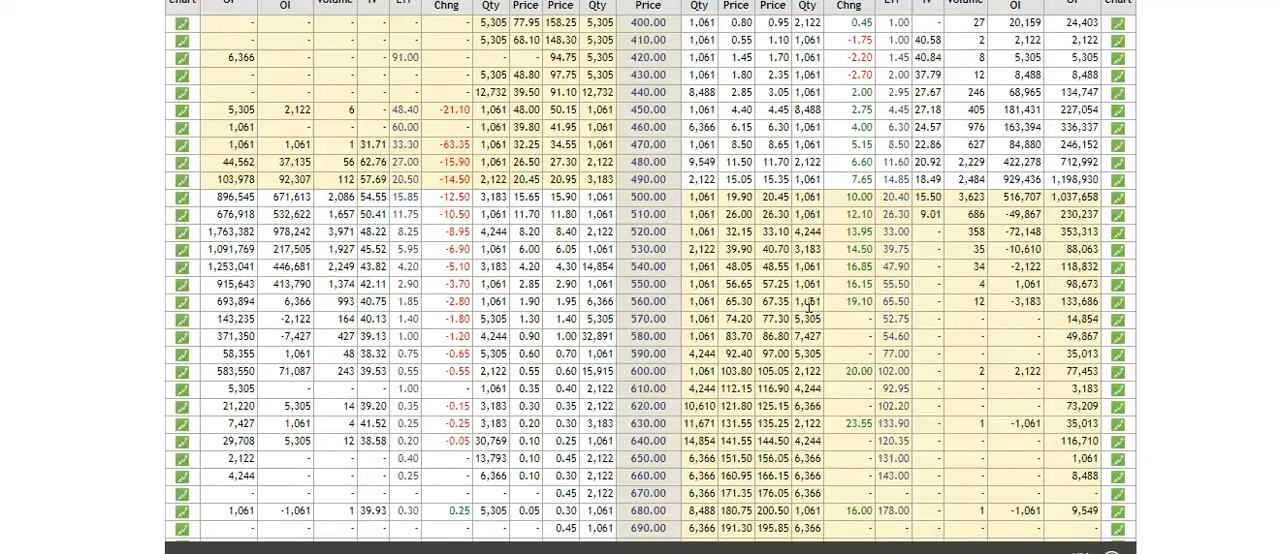 Chng Qty Price Price Qty Price Qty Price Price Qty Chng
- - - - - - 5,305 77.95 158.25 5,305 400.00 1,061 0.80 0.95 2,122 0.45 1.00 - 27 20,159 24,403
- - - - - - 5,305 68.10 148.30 5,305 410.00 1,061 0.55 1.10 1,061 -1.75 1.00 40.58 2 2,122 2,122
6,366 - - - 91.00 - - - 94.75 5,305 420.00 1,061 1.45 1.70 1,061 -2.20 1.45 40.84 8 5,305 5,305
- - - - - - 5,305 48.80 97.75 5,305 430.00 1,061 1.80 2.35 1,061 -2.70 2.00 37.79 12 8,488 8,488
- - - - - - 12,732 39.50 91.10 12,732 440.00 8,488 2.85 3.05 1,061 2.00 2.95 27.67 246 68,965 134,747
5,305 2,122 6 - 48.40 -21.10 1,061 48.00 50.15 1,061 450.00 1,061 4.40 4.45 8,488 2.75 4.45 27.18 405 181,431 227,054
1,061 - - - 60.00 - 1,061 39.80 41.95 1,061 460.00 6,366 6.15 6.30 1,061 4.00 6.30 24.57 976 163,394 336,337
1,061 1,061 1 31.71 33.30 -63.35 1,061 32.25 34.55 1,061 470.00 1,061 8.50 8.65 1,061 5.15 8.50 22.86 627 84,880 246,152
44,562 37,135 56 62.76 27.00 -15.90 1,061 26.50 27.30 2,122 480.00 9,549 11.50 11.70 2,122 6.60 11.60 20.92 2,229 422,278 712,992
103,978 92,307 112 57.69 20.50 -14.50 2,122 20.45 20.95 3,183 490.00 2,122 15.05 15.35 1,061 7.65 14.85 18.49 2,484 929,436 1,198,930
896,545 671,613 2,086 54.55 15.85 -12.50 3,183 15.65 15.90 1,061 500.00 1,061 19.90 20.45 1,061 10.00 20.40 15.50 3,623 516,707 1,037,658
676,918 532,622 1,657 50.41 11.75 -10.50 1,061 11.70 11.80 1,061 510.00 1,061 26.00 26.30 1,061 12.10 26.30 9.01 686 -49,867 230,237
1,763,382 978,242 3,971 48.22 8.25 -8.95 4,244 8.20 8.40 2,122 520.00 1,061 32.15 33.10 4,244 13.95 33.00 - 358 -72,148 353,313
1,091,769 217,505 1,927 45.52 5.95 -6.90 1,061 6.00 6.05 1,061 530.00 2,122 39.90 40.70 3,183 14.50 39.75 - 35 -10,610 88,063
1,253,041 446,681 2,249 43.82 4.20 -5.10 3,183 4.20 4.30 14,854 540.00 1,061 48.05 48.55 1,061 16.85 47.90 - 34 -2,122 118,832
915,643 413,790 1,374 42.11 2.90 -3.70 1,061 2.85 2.90 1,061 550.00 1,061 56.65 57.25 1,061 16.15 55.50 - 4 1,061 98,673
693,894 6,366 993 40.75 1.85 -2.80 1,061 1.90 1.95 6,366 560.00 1,061 65.30 67.35 1,061 19.10 65.50 - 12 -3,183 133,686
143,235 -2,122 164 40.13 1.40 -1.80 5,305 1.30 1.40 5,305 570.00 1,061 74.20 77.30 5,305 - 52.75 - - - 14,854
371,350 -7,427 427 39.13 1.00 -1.20 4,244 0.90 1.00 32,891 580.00 1,061 83.70 86.80 7,427 - 54.60 - - - 49,867
58,355 1,061 48 38.32 0.75 -0.65 5,305 0.60 0.70 1,061 590.00 4,244 92.40 97.00 5,305 - 77.00 - - - 35,013
583,550 71,087 243 39.53 0.55 -0.55 2,122 0.55 0.60 15,915 600.00 1,061 103.80 105.05 2,122 20.00 102.00 - 2 2,122 77,453
5,305 - - - 1.00 - 1,061 0.35 0.40 2,122 610.00 4,244 112.15 116.90 4,244 - 92.95 - - - 3,183
21,220 5,305 14 39.20 0.35 -0.15 3,183 0.30 0.35 2,122 620.00 10,610 121.80 125.15 6,366 - 102.20 - - - 73,209
7,427 1,061 4 41.52 0.25 -0.25 3,183 0.20 0.30 3,183 630.00 11,671 131.55 135.25 2,122 23.55 133.90 - 1 -1,061 35,013
29,708 5,305 12 38.58 0.20 -0.05 30,769 0.10 0.25 1,061 640.00 14,854 141.55 144.50 4,244 - 120.35 - - - 116,710
2,122 - - - 0.40 - 13,793 0.10 0.45 2,122 650.00 6,366 151.50 156.05 6,366 - 131.00 - - - 1,061
4,244 - - - 0.25 - 6,366 0.10 0.30 2,122 660.00 6,366 160.95 166.15 6,366 - 143.00 - - - 8,488
- - - - - - - - 0.45 2,122 670.00 6,366 171.35 176.05 6,366 - - - - - -
1,061 -1,061 1 39.93 0.30 0.25 5,305 0.05 0.30 1,061 680.00 8,488 180.75 200.50 1,061 16.00 178.00 - 1 -1,061 9,549
- - - - - - - - 0.45 1,061 690.00 6,366 191.30 195.85 6,366 - - - - - -